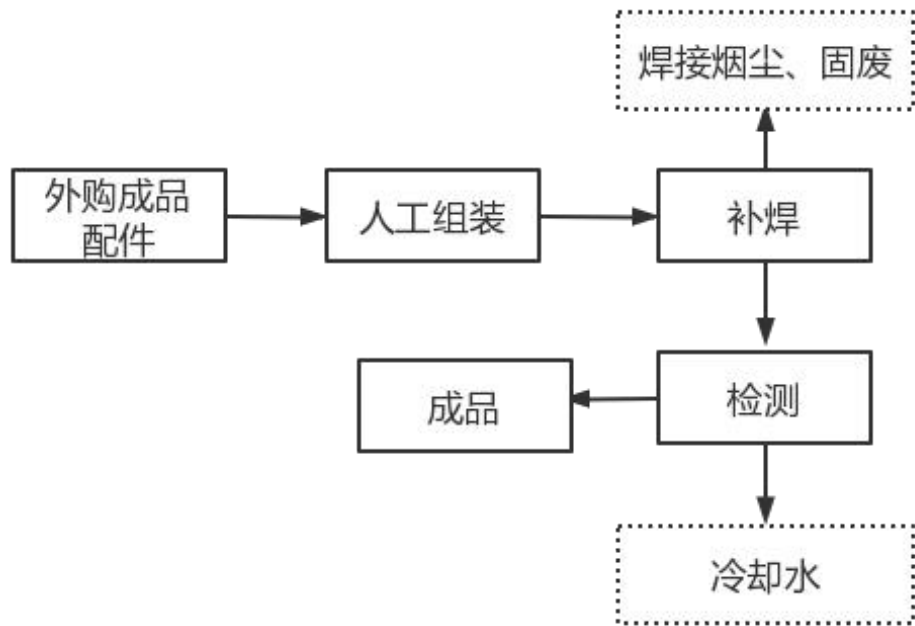 焊接烟尘、固废
外购成品
配件
人工组装
补焊
成品
检测
冷却水